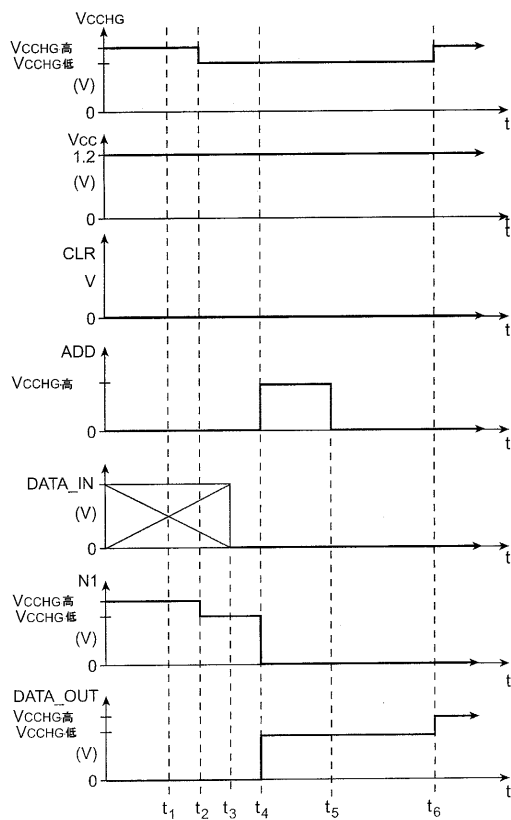 VCCHG
VCCHG高
VCCHG低
(V)
0
t
VCC
1.2
(V)
0
t
CLR
V
0
t
ADD
VCCHG高
0
t
DATA_IN
(V)
0
t
N1
VCCHG高
VCCHG低
(V)
0
t
DATA_OUT
VCCHG高
VCCHG低
(V)
0
t
t1 t2 t3 t4 t5 t6